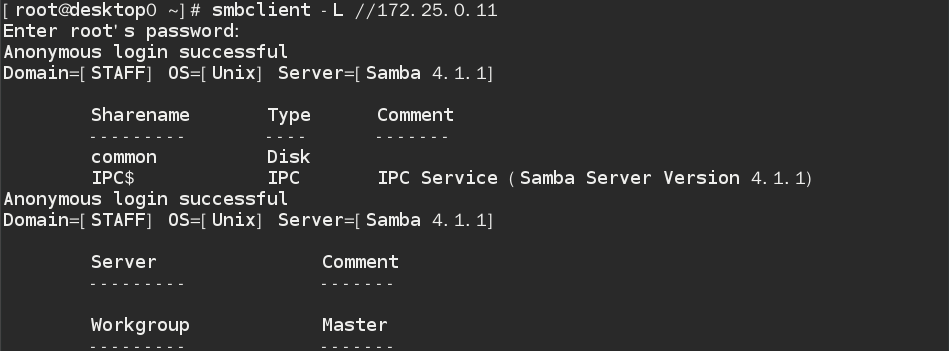 [root@desktop0 ~]# smbclient -L //172.25.0.11
Enter root's password:
Anonymous login successful
Domain=[STAFF] OS=[Unix] Server=[Samba 4.1.1]
Sharename Type Comment
--------- ---- -------
common Disk
IPC$ IPC IPC Service (Samba Server Version 4.1.1)
Anonymous login successful
Domain=[STAFF] OS=[Unix] Server=[Samba 4.1.1]
Server Comment
--------- -------
Workgroup Master
--------- -------